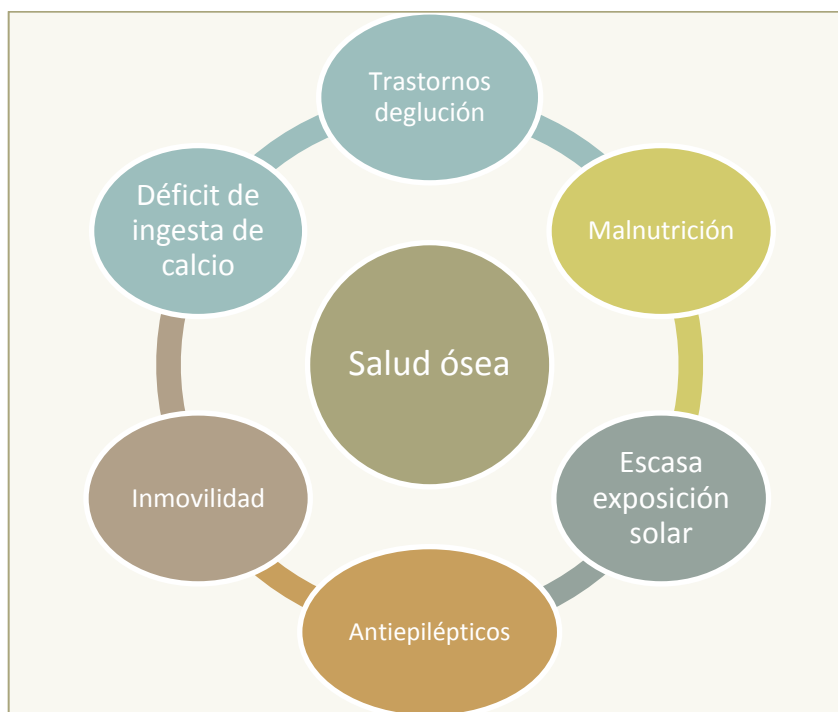 Trastornos
deglución
Malnutrición
Escasa
exposición
solar
Antiepilépticos
Inmovilidad
Déficit de
ingesta de
calcio
Salud ósea